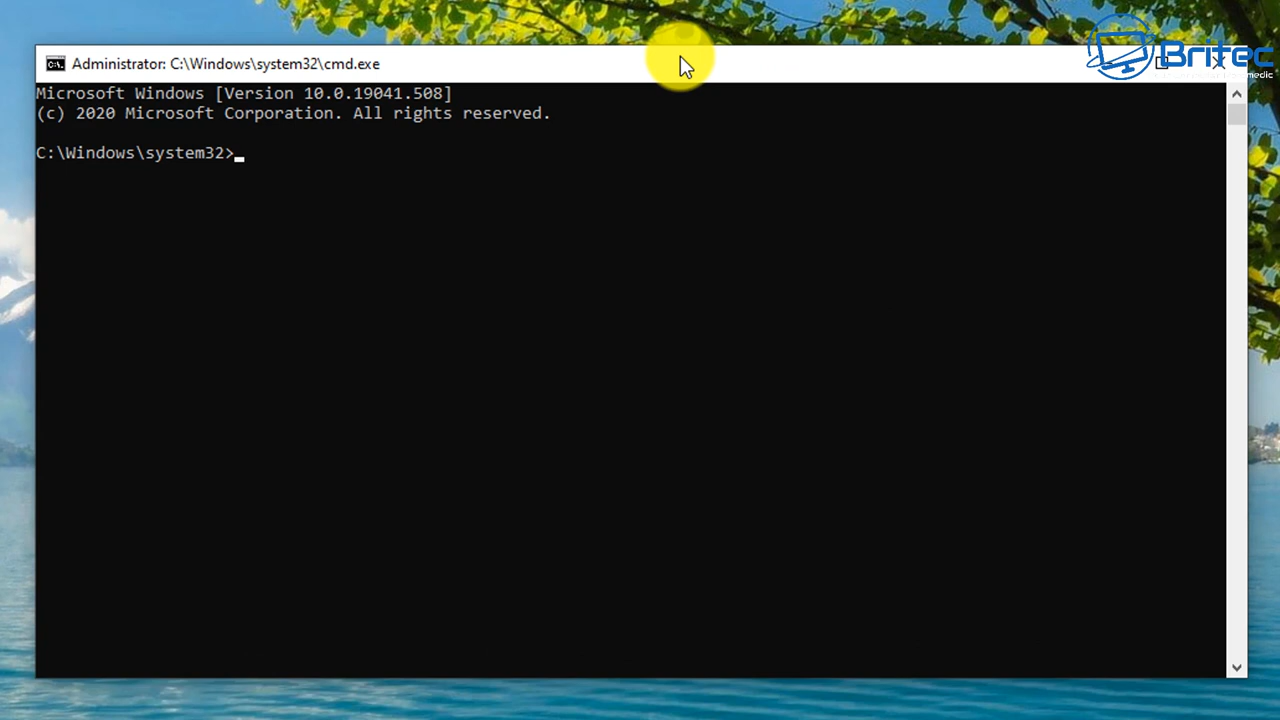 Britec
medic
Administrator: C:\Windows\system32\cmd.exe
Microsoft Windows [Version 10.0.19041.508]
(c) 2020 Microsoft Corporation. All rights reserved.
C:\Windows\system32>